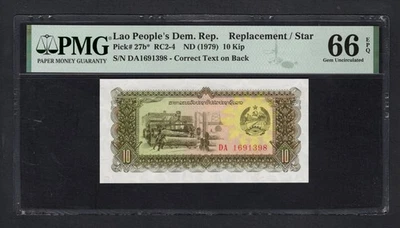 PMG
PAPER MONEY GUARANTY
Lao People's Dem. Rep. Replacement / Star
Pick# 27b* RC2-4 ND (1979) 10 Kip
S/N DA1691398 - Correct Text on Back
66 EPQ
Gem Uncirculated
DA 1691398
10
10